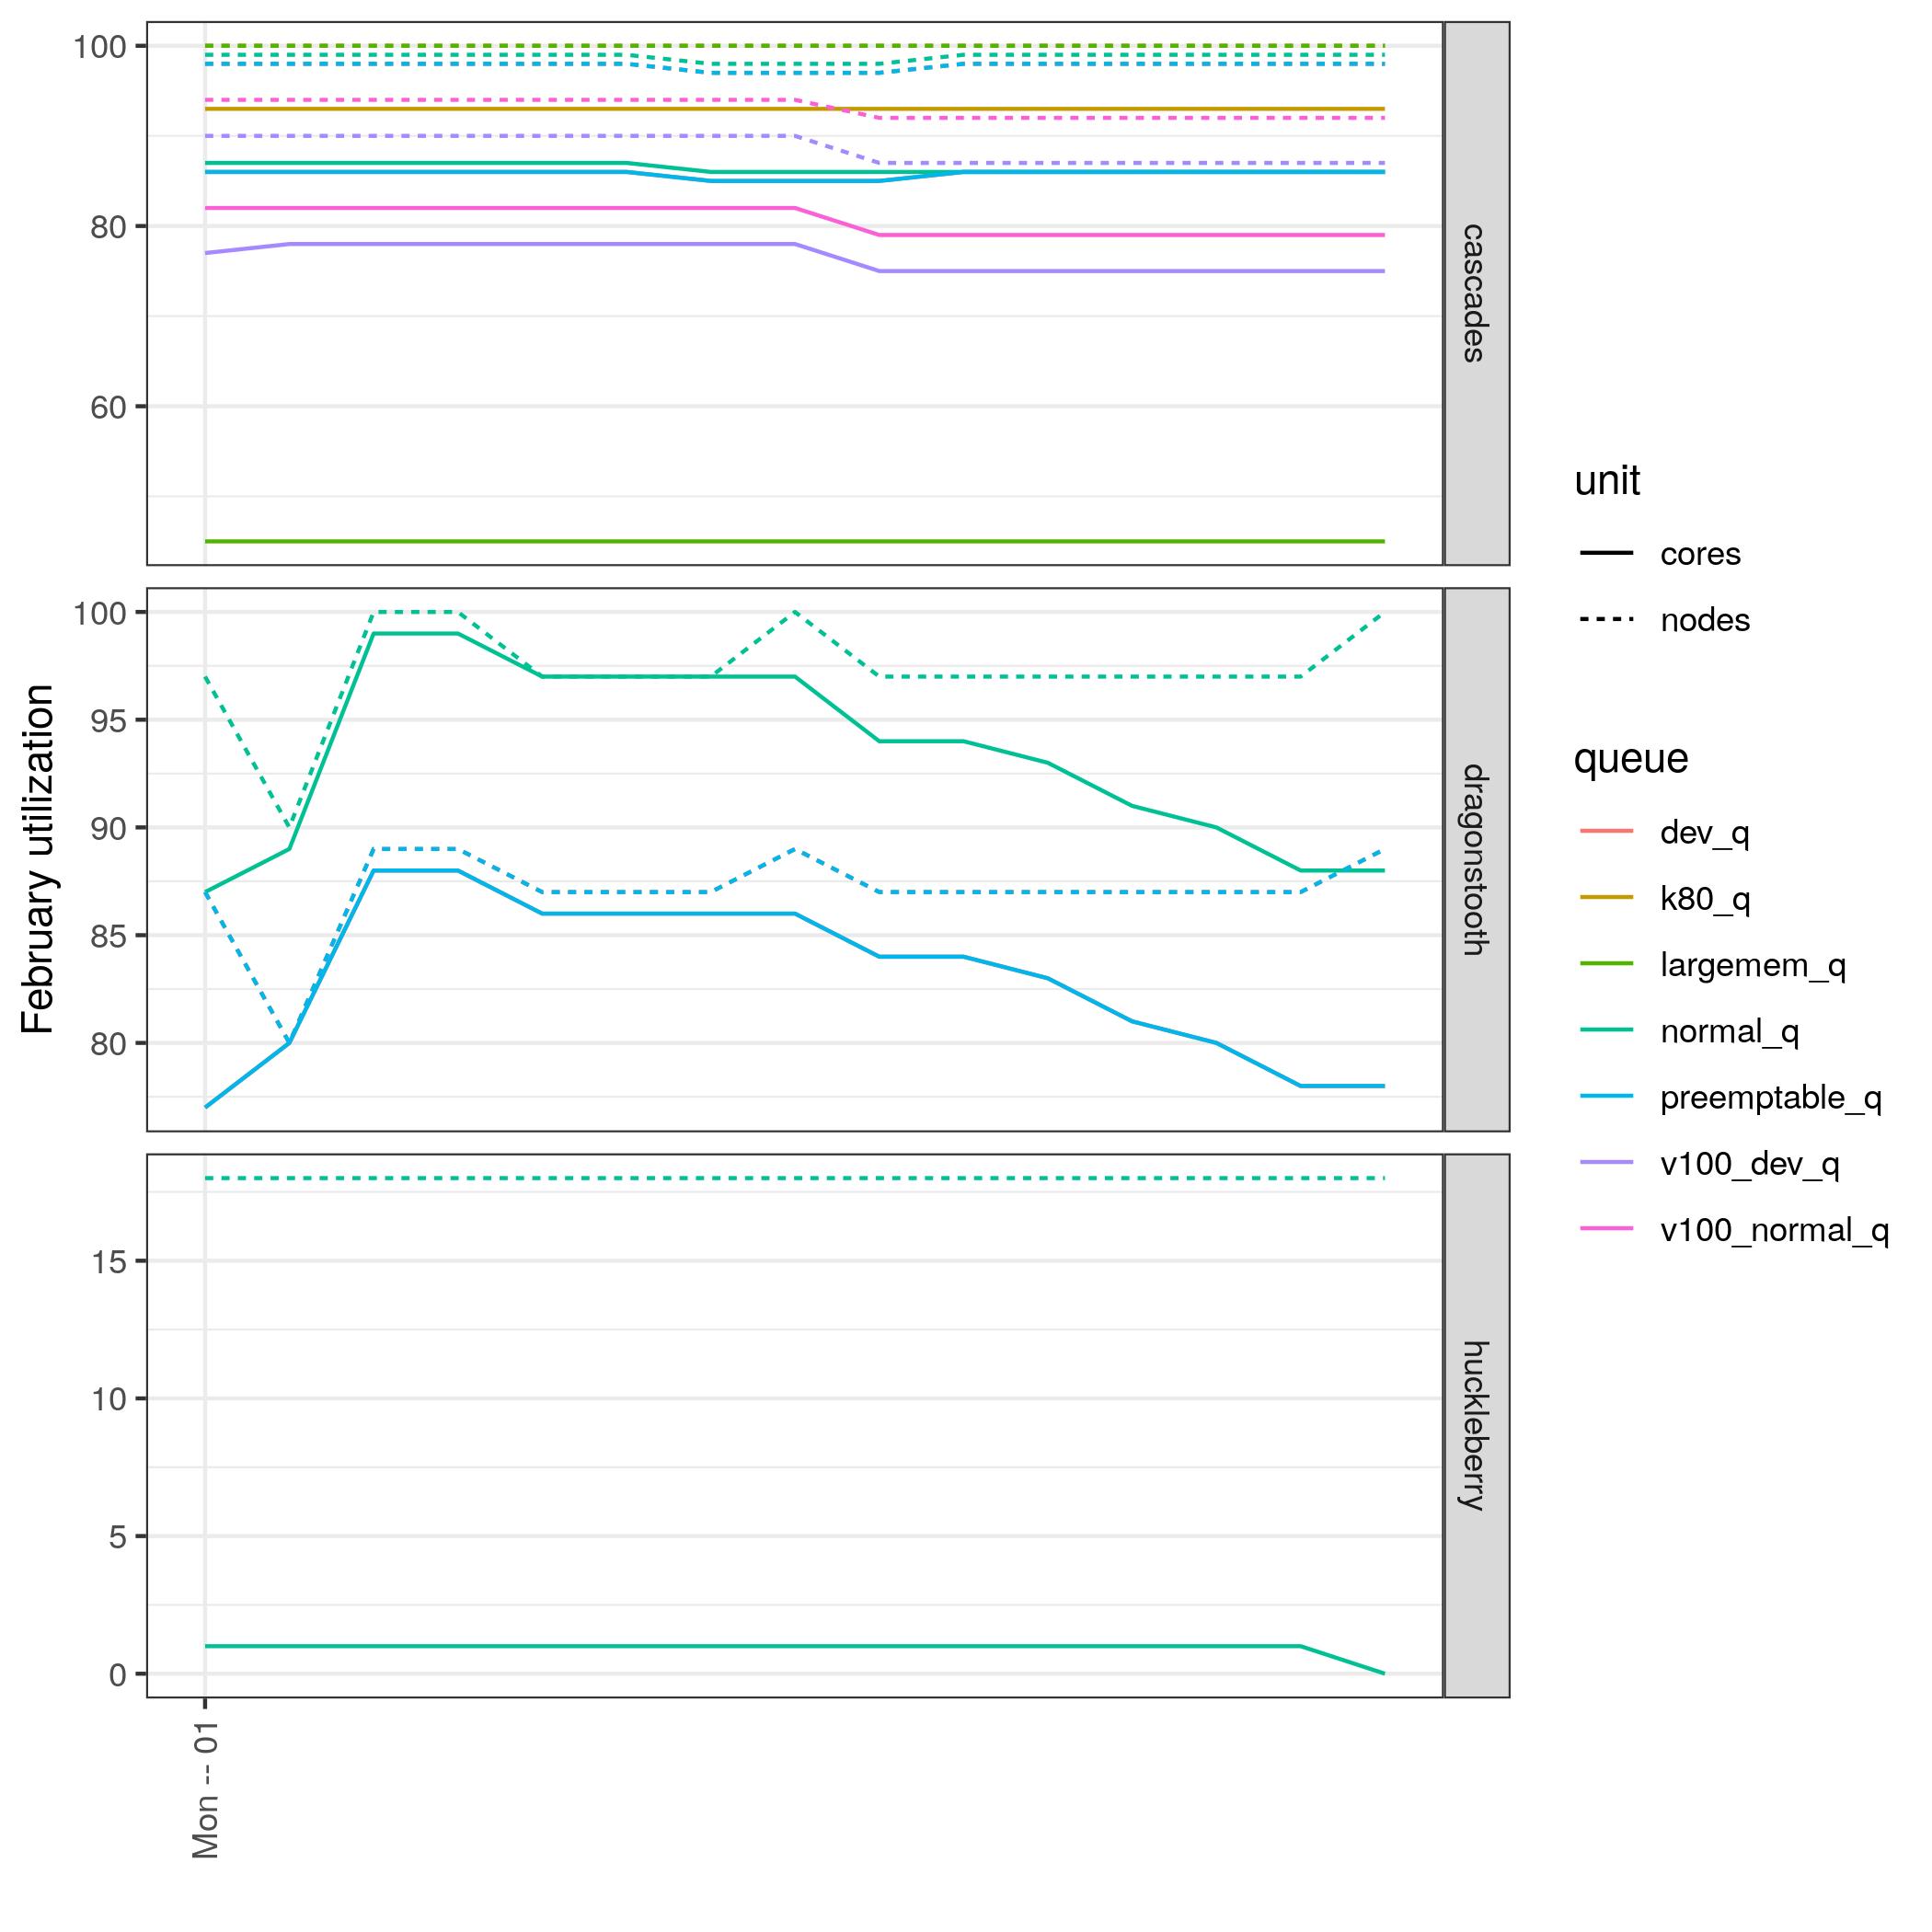 100
80
60
cascades
100
95
90
85
80
dragonstooth
15
10
5
0
huckleberry
February utilization
Mon -- 01
unit
cores
nodes
queue
dev_q
k80_q
largemem_q
normal_q
preemptable_q
v100_dev_q
v100_normal_q